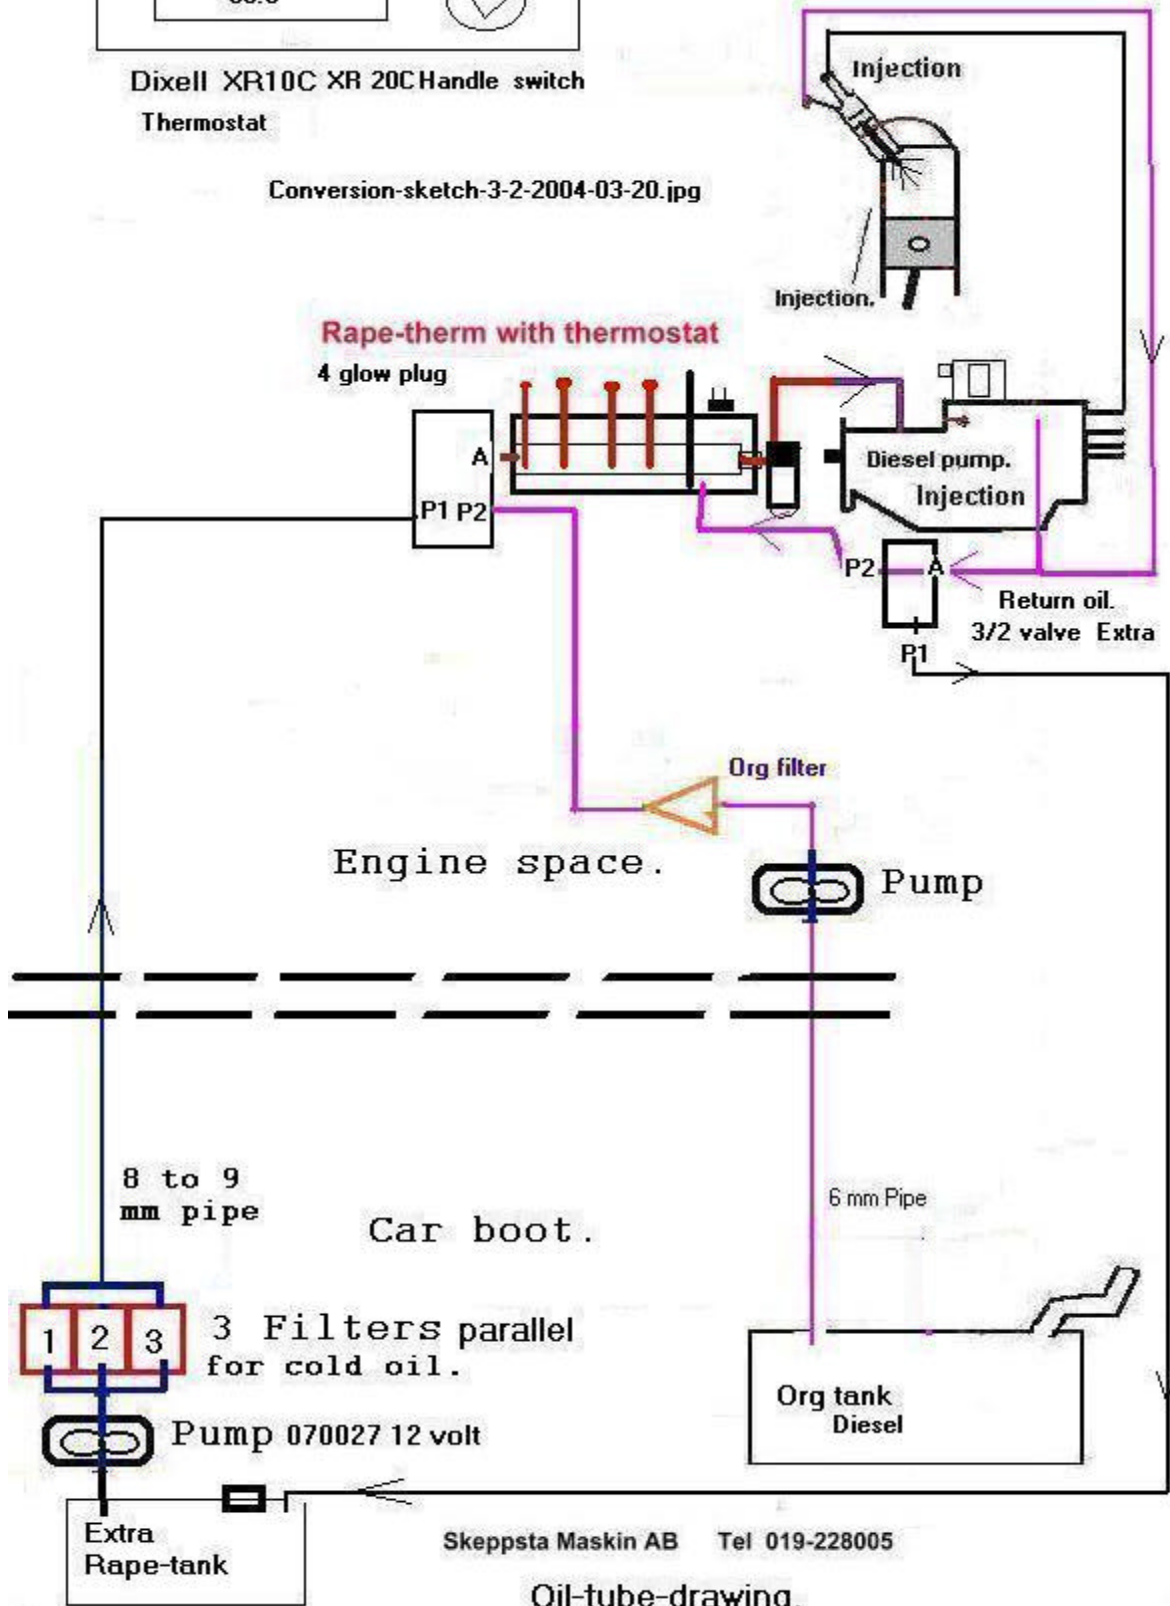 Dixell XR10C XR 20C Handle switch
Thermostat
Injection
Conversion-sketch-3-2-2004-03-20.jpg
Injection.
Rape-therm with thermostat
4 glow plug
A
P1 P2
Diesel pump.
Injection
P2 A
Return oil.
3/2 valve Extra
P1
Org filter
Engine space.
Pump
8 to 9
mm pipe
6 mm Pipe
Car boot.
1 2 3
3 Filters parallel
for cold oil.
Pump 070027 12 volt
Org tank
Diesel
Extra
Rape-tank
Skeppsta Maskin AB Tel 019-228005
Oil-tube-drawing.